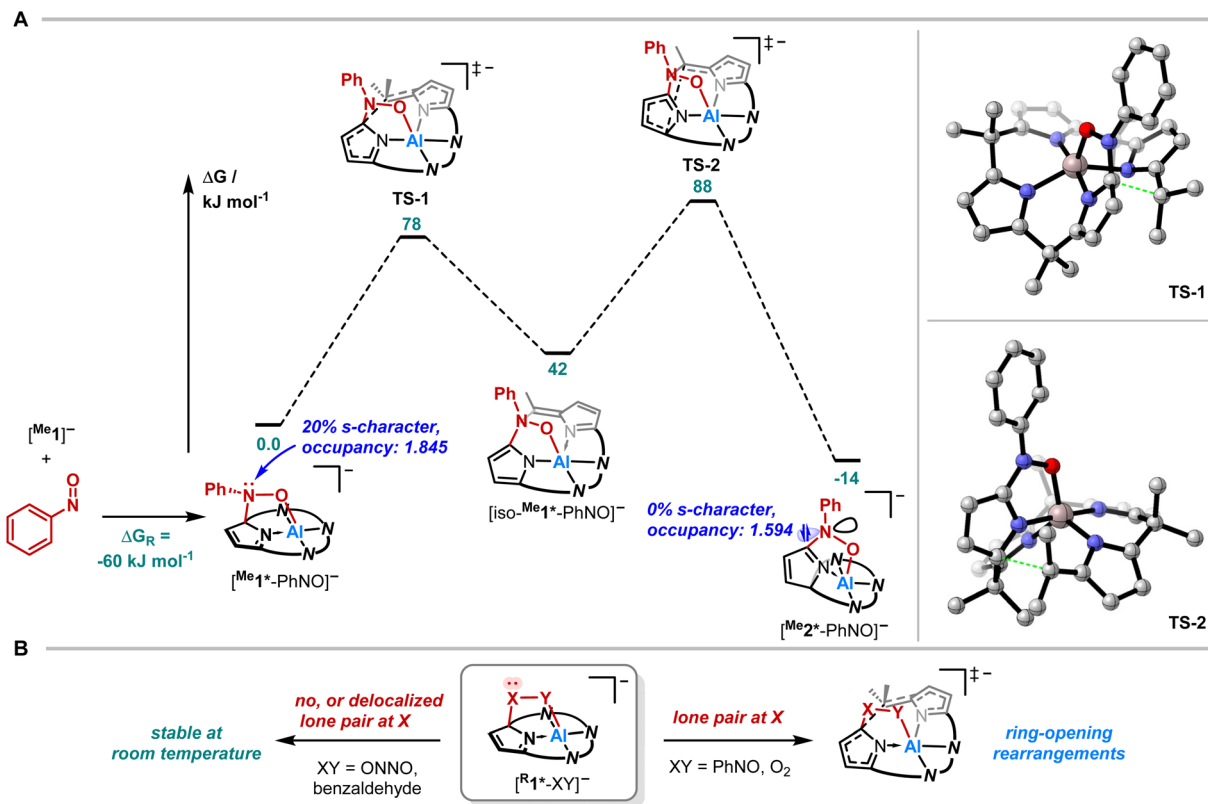 A
ΔG /
kJ mol⁻¹
Ph
N
O
N
Al
N
N
N
‡ −
TS-1
78
Ph
N
O
N
Al
N
N
N
‡ −
TS-2
88
TS-1
TS-2
[ᴹᵉ1]⁻
+
N
O
ΔG_R =
-60 kJ mol⁻¹
0.0
20% s-character,
occupancy: 1.845
Ph
N
O
N
Al
N
N
N
−
[ᴹᵉ1*-PhNO]⁻
42
Ph
N
O
N
Al
N
N
N
[iso-ᴹᵉ1*-PhNO]⁻
-14
0% s-character,
occupancy: 1.594
Ph
N
O
N
Al
N
N
N
−
[ᴹᵉ2*-PhNO]⁻
B
stable at
room temperature
no, or delocalized
lone pair at X
XY = ONNO,
benzaldehyde
X
Y
N
Al
N
N
N
−
[ᴿ1*-XY]⁻
lone pair at X
XY = PhNO, O₂
X
Y
N
Al
N
N
N
‡ −
ring-opening
rearrangements